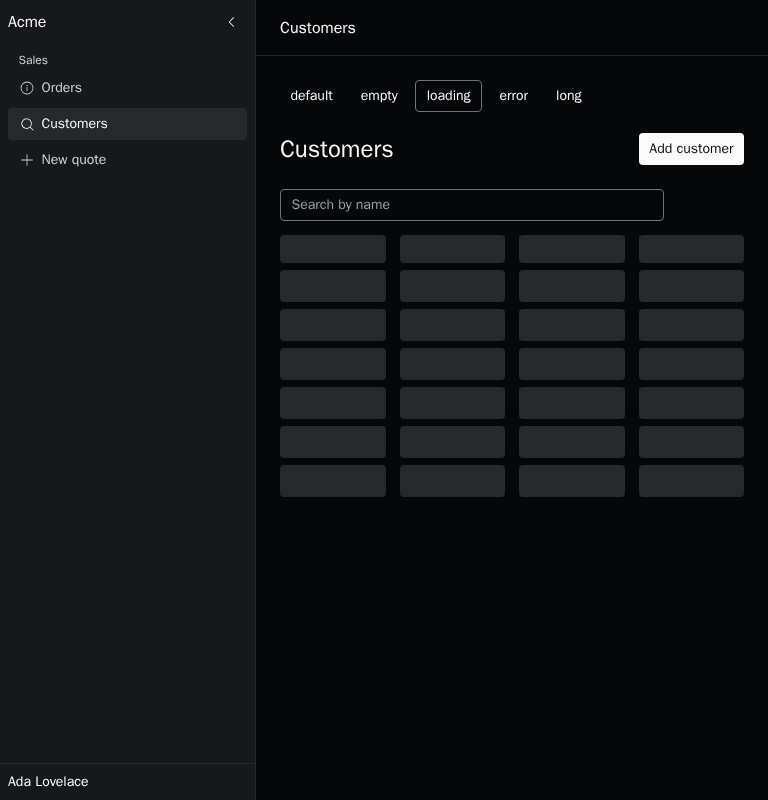 Acme
Sales
Orders
Customers
New quote
Ada Lovelace
Customers
default empty loading error long
Customers
Add customer
Search by name